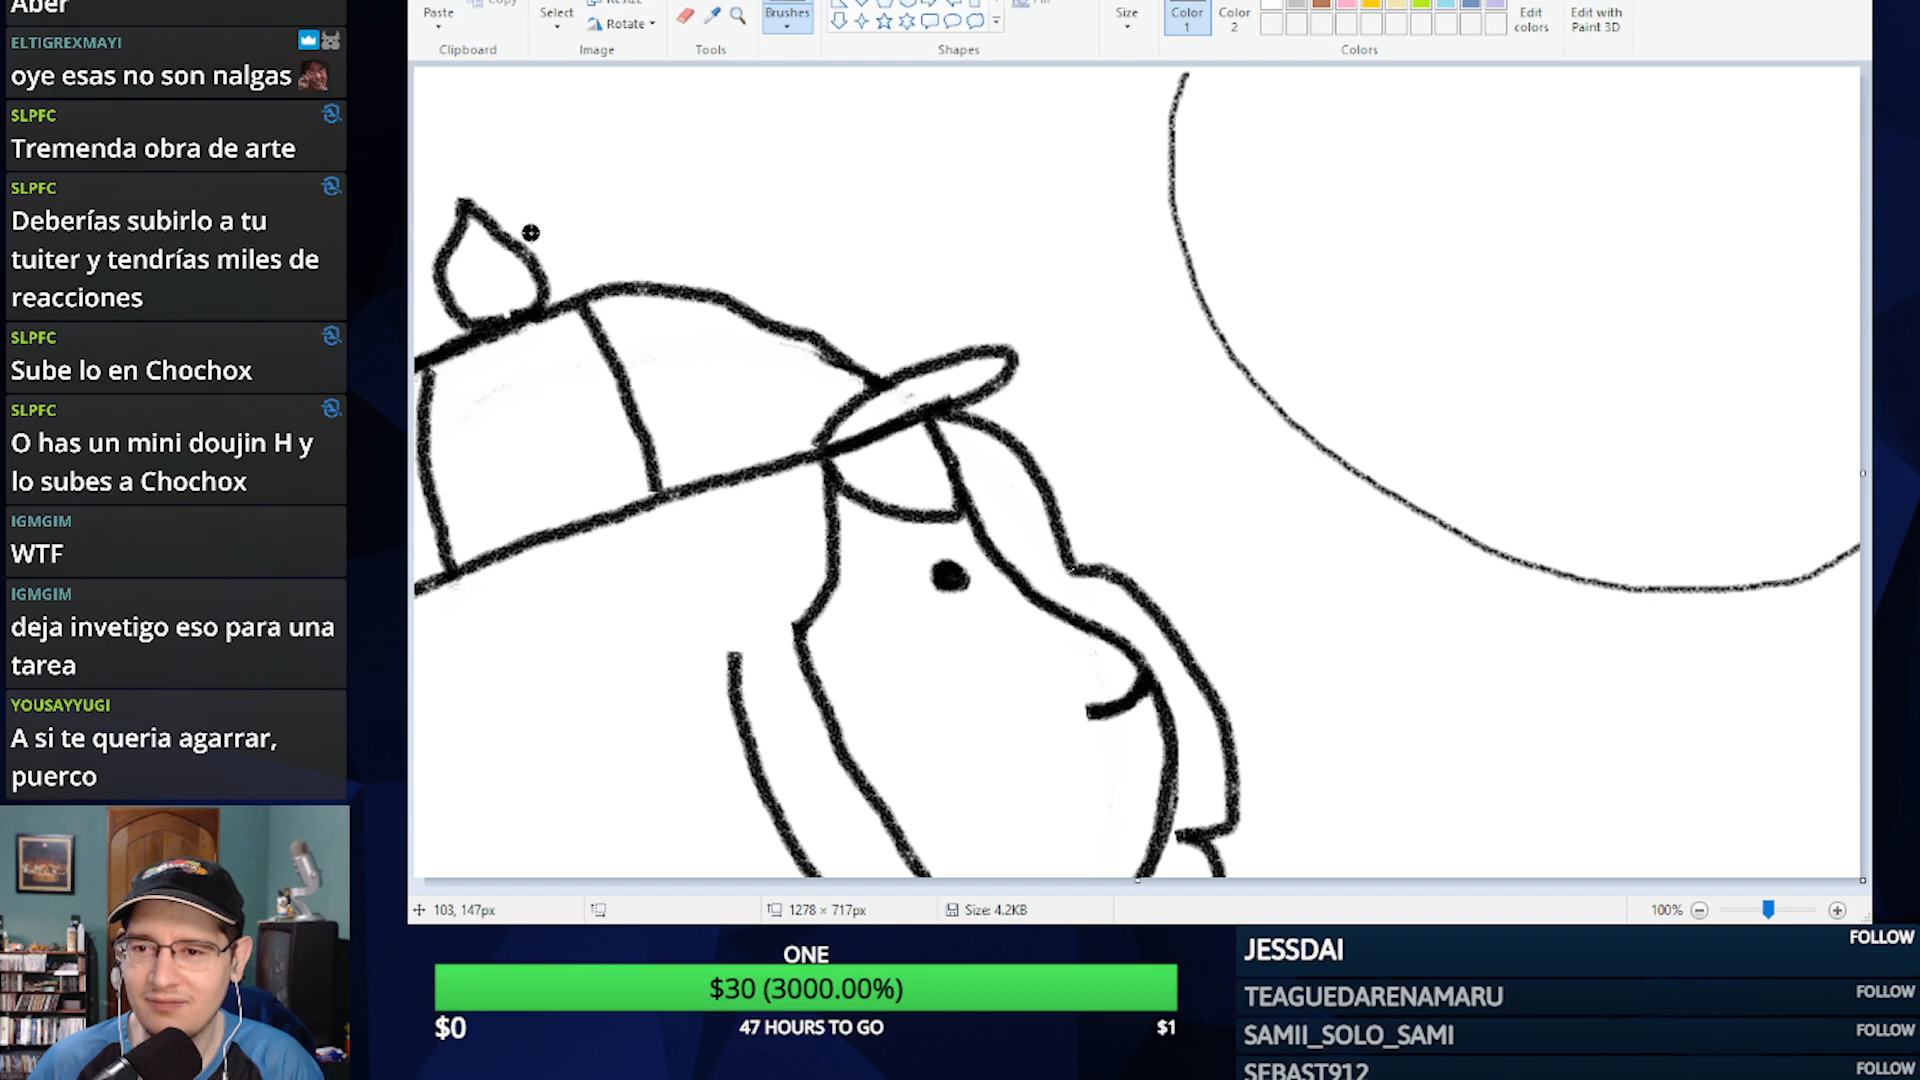 Aber
ELTIGREXMAYI
oye esas no son nalgas
SLPFC
Tremenda obra de arte
SLPFC
Deberías subirlo a tu
tuiter y tendrías miles de
reacciones
SLPFC
Sube lo en Chochox
SLPFC
O has un mini doujin H y
lo subes a Chochox
IGMGIM
WTF
IGMGIM
deja invetigo eso para una
tarea
YOUSAYYUGI
A si te queria agarrar,
puerco
Paste
Copy
Clipboard
Select
Rotate
Image
Tools
Brushes
Shapes
Size
Color
1
Color
2
Edit
colors
Edit with
Paint 3D
Colors
103, 147px
1278 × 717px
Size: 4.2KB
100%
ONE
$30 (3000.00%)
$0
47 HOURS TO GO
$1
JESSDAI FOLLOW
TEAGUEDARENAMARU FOLLOW
SAMII_SOLO_SAMI FOLLOW
SEBAST912 FOLLOW